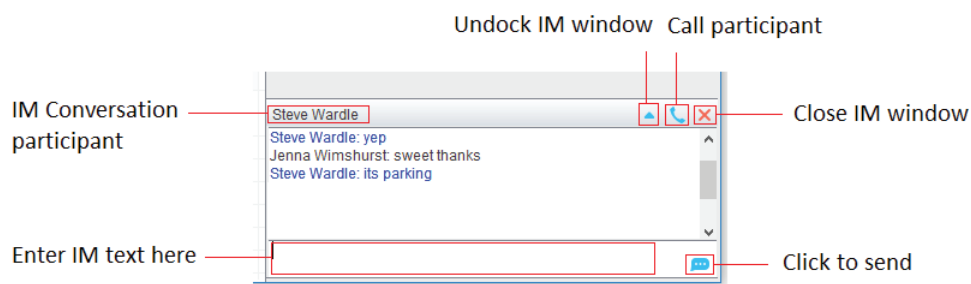 Undock IM window Call participant
IM Conversation
participant
Steve Wardle
Close IM window
Steve Wardle: yep
Jenna Wimshurst: sweet thanks
Steve Wardle: its parking
Enter IM text here
Click to send